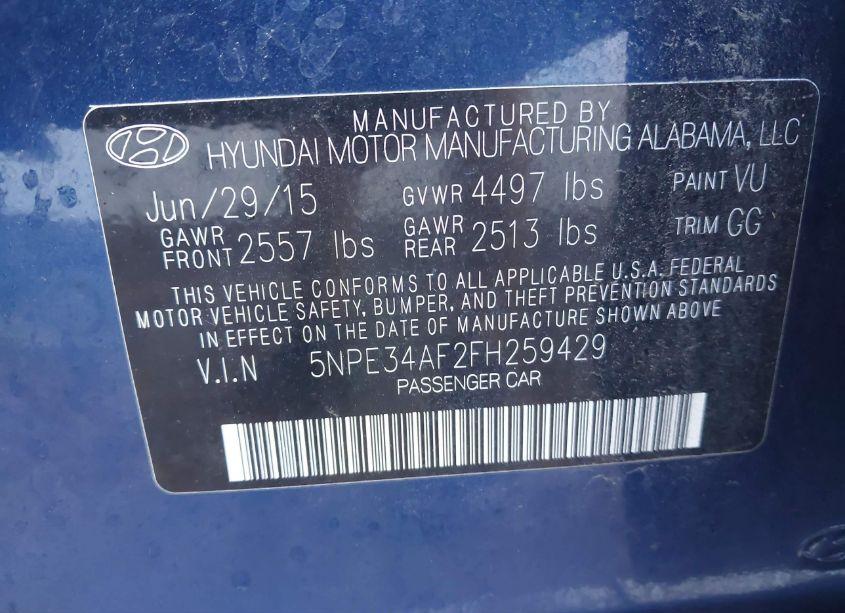 MANUFACTURED BY
HYUNDAI MOTOR MANUFACTURING ALABAMA, LLC
Jun/29/15 GVWR 4497 lbs PAINT VU
GAWR FRONT 2557 lbs GAWR REAR 2513 lbs TRIM GG
THIS VEHICLE CONFORMS TO ALL APPLICABLE U.S.A. FEDERAL
MOTOR VEHICLE SAFETY, BUMPER, AND THEFT PREVENTION STANDARDS
IN EFFECT ON THE DATE OF MANUFACTURE SHOWN ABOVE
V.I.N 5NPE34AF2FH259429
PASSENGER CAR